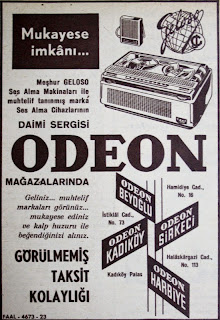 Mukayese
imkânı...
Meşhur GELOSO
Ses Alma Makinaları ile
muhtelif tanınmış marka
Ses Alma Cihazlarının
DAİMİ SERGİSİ
ODEON
MAĞAZALARINDA
Geliniz... muhtelif
markaları görünüz...
mukayese ediniz
ve kalp huzuru ile
beğendiğinizi alınız.
GÖRÜLMEMİŞ
TAKSİT
KOLAYLIĞI
ODEON
BEYOĞLU
İstiklâl Cad.
No. 73
Hamidiye Cad.
No. 16
ODEON
SİRKECİ
ODEON
KADIKÖY
Kadıköy Palas
Halâskârgazi Cad.
No. 113
ODEON
HARBİYE
FAAL - 4673 - 23